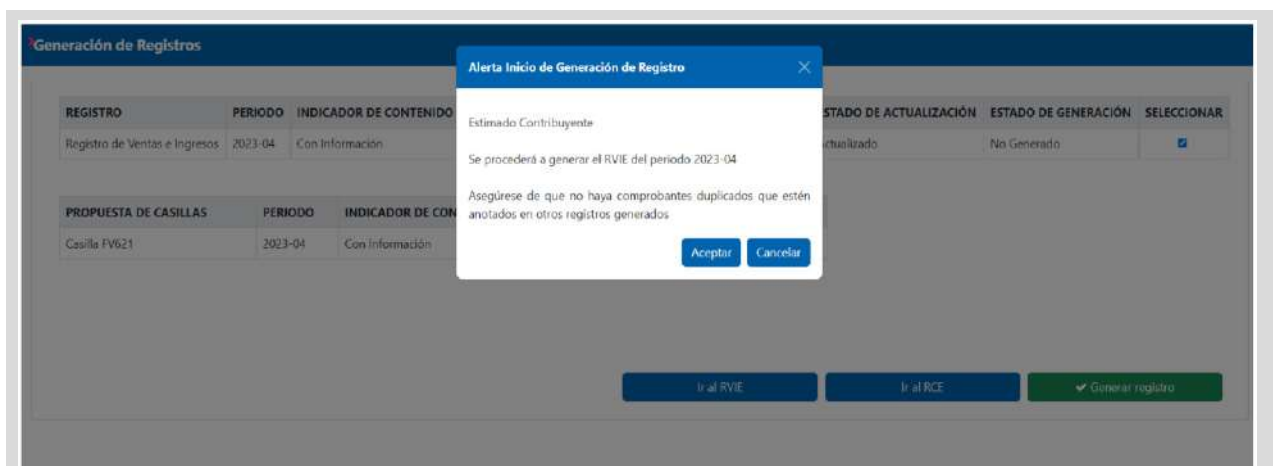 Generación de Registros
Alerta Inicio de Generación de Registro
REGISTRO PERIODO INDICADOR DE CONTENIDO STADO DE ACTUALIZACIÓN ESTADO DE GENERACIÓN SELECCIONAR
Estimado Contribuyente
Registro de Ventas e Ingresos 2023-04 Con Información ctualizado No Generado
Se procederá a generar el RVIE del periodo 2023-04
Asegúrese de que no haya comprobantes duplicados que estén
anotados en otros registros generados
PROPUESTA DE CASILLAS PERIODO INDICADOR DE CON
Casilla FV621 2023-04 Con Información
Aceptar Cancelar
Ir al RVIE Ir al RCE Generar registro